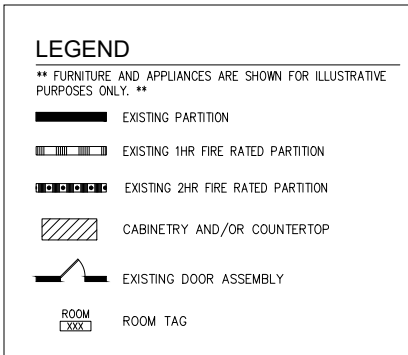 LEGEND
** FURNITURE AND APPLIANCES ARE SHOWN FOR ILLUSTRATIVE
PURPOSES ONLY. **
EXISTING PARTITION
EXISTING 1HR FIRE RATED PARTITION
EXISTING 2HR FIRE RATED PARTITION
CABINETRY AND/OR COUNTERTOP
EXISTING DOOR ASSEMBLY
ROOM
XXX
ROOM TAG